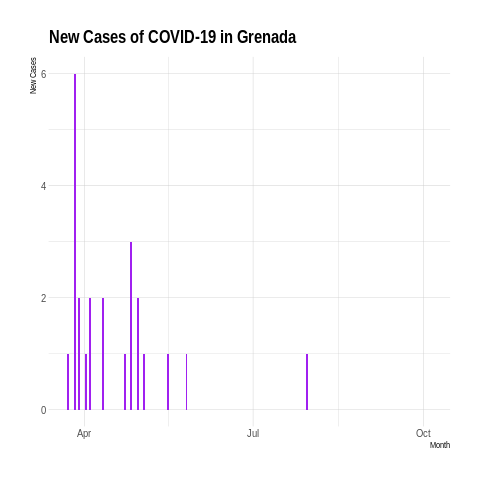 New Cases of COVID-19 in Grenada
New Cases
6
4
2
0
Apr
Jul
Oct
Month